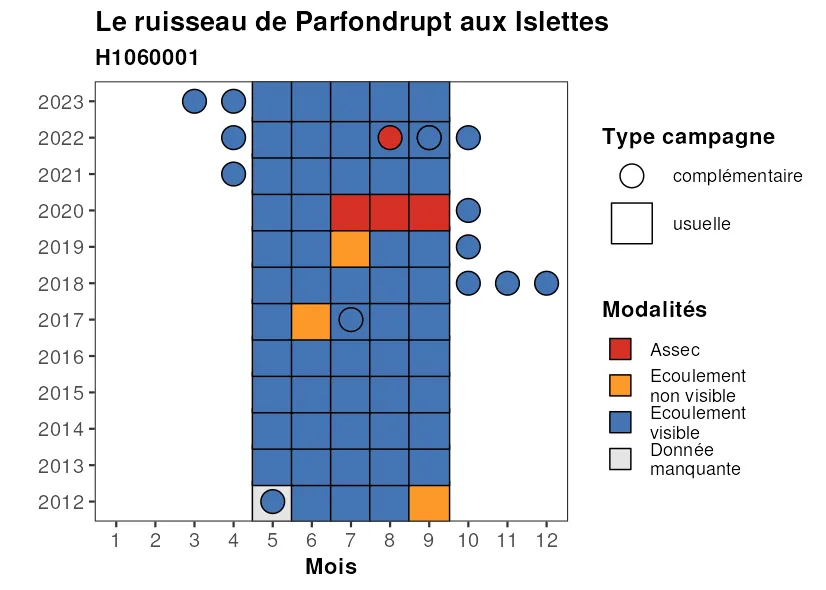 Le ruisseau de Parfondrupt aux Islettes
H1060001
2023
2022
2021
2020
2019
2018
2017
2016
2015
2014
2013
2012
1 2 3 4 5 6 7 8 9 10 11 12
Mois
Type campagne
complémentaire
usuelle
Modalités
Assec
Ecoulement
non visible
Ecoulement
visible
Donnée
manquante